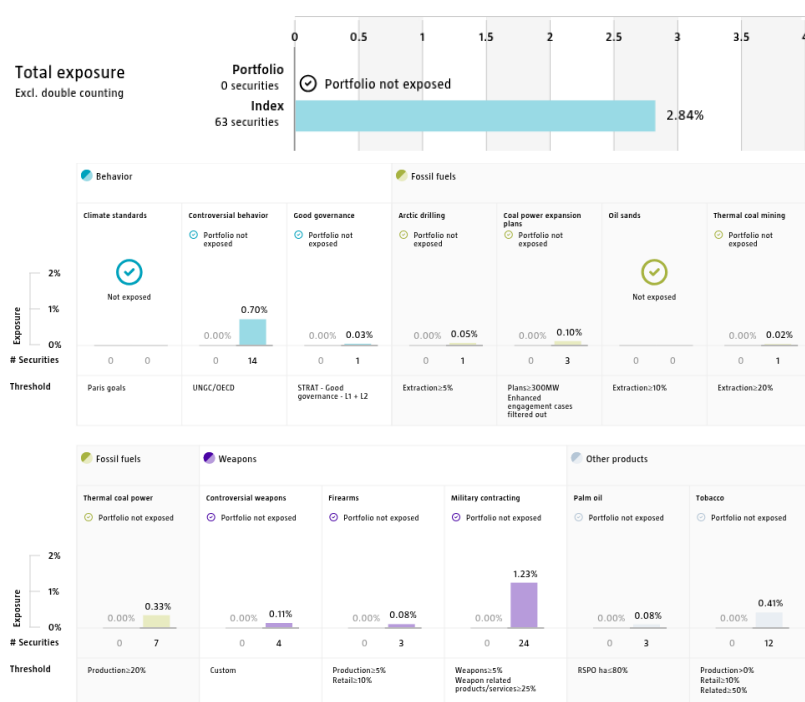 0 0.5 1 1.5 2 2.5 3 3.5 4
Total exposure
Excl. double counting
Portfolio
0 securities
Portfolio not exposed
Index
63 securities
2.84%
Behavior
Fossil fuels
Climate standards
Controversial behavior
Good governance
Arctic drilling
Coal power expansion
plans
Oil sands
Thermal coal mining
Portfolio not
exposed
Portfolio not
exposed
Portfolio not
exposed
Portfolio not
exposed
Portfolio not
exposed
Not exposed
Not exposed
Exposure
2%
1%
0%
0.00% 0.70%
0.00% 0.03%
0.00% 0.05%
0.00% 0.10%
0.00% 0.02%
# Securities
0 0
0 14
0 1
0 1
0 3
0 0
0 1
Threshold
Paris goals
UNGC/OECD
STRAT - Good
governance - L1 + L2
Extraction≥5%
Plans≥300MW
Enhanced
engagement cases
filtered out
Extraction≥10%
Extraction≥20%
Fossil fuels
Weapons
Other products
Thermal coal power
Controversial weapons
Firearms
Military contracting
Palm oil
Tobacco
Portfolio not exposed
Portfolio not exposed
Portfolio not exposed
Portfolio not exposed
Portfolio not exposed
Portfolio not exposed
Exposure
2%
1%
0%
0.00% 0.33%
0.00% 0.11%
0.00% 0.08%
0.00% 1.23%
0.00% 0.08%
0.00% 0.41%
# Securities
0 7
0 4
0 3
0 24
0 3
0 12
Threshold
Production≥20%
Custom
Production≥5%
Retail≥10%
Weapons≥5%
Weapon related
products/services≥25%
RSPO ha≤80%
Production>0%
Retail≥10%
Related≥50%